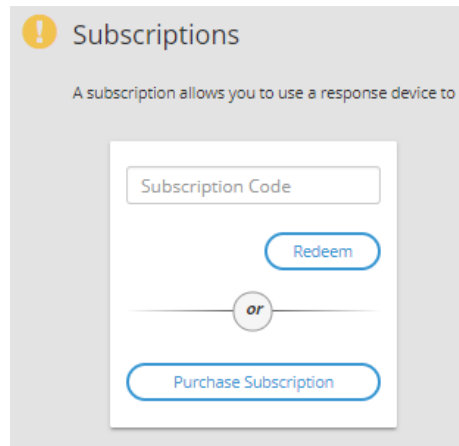 Subscriptions
A subscription allows you to use a response device to
Subscription Code
Redeem
or
Purchase Subscription